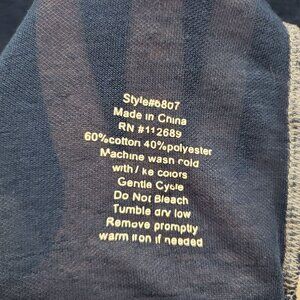 Style#6807
Made in China
RN #112689
60%cotton 40%polyester
Machine wash cold
with like colors
Gentle Cycle
Do Not Bleach
Tumble dry low
Remove promptly
warm iron if needed